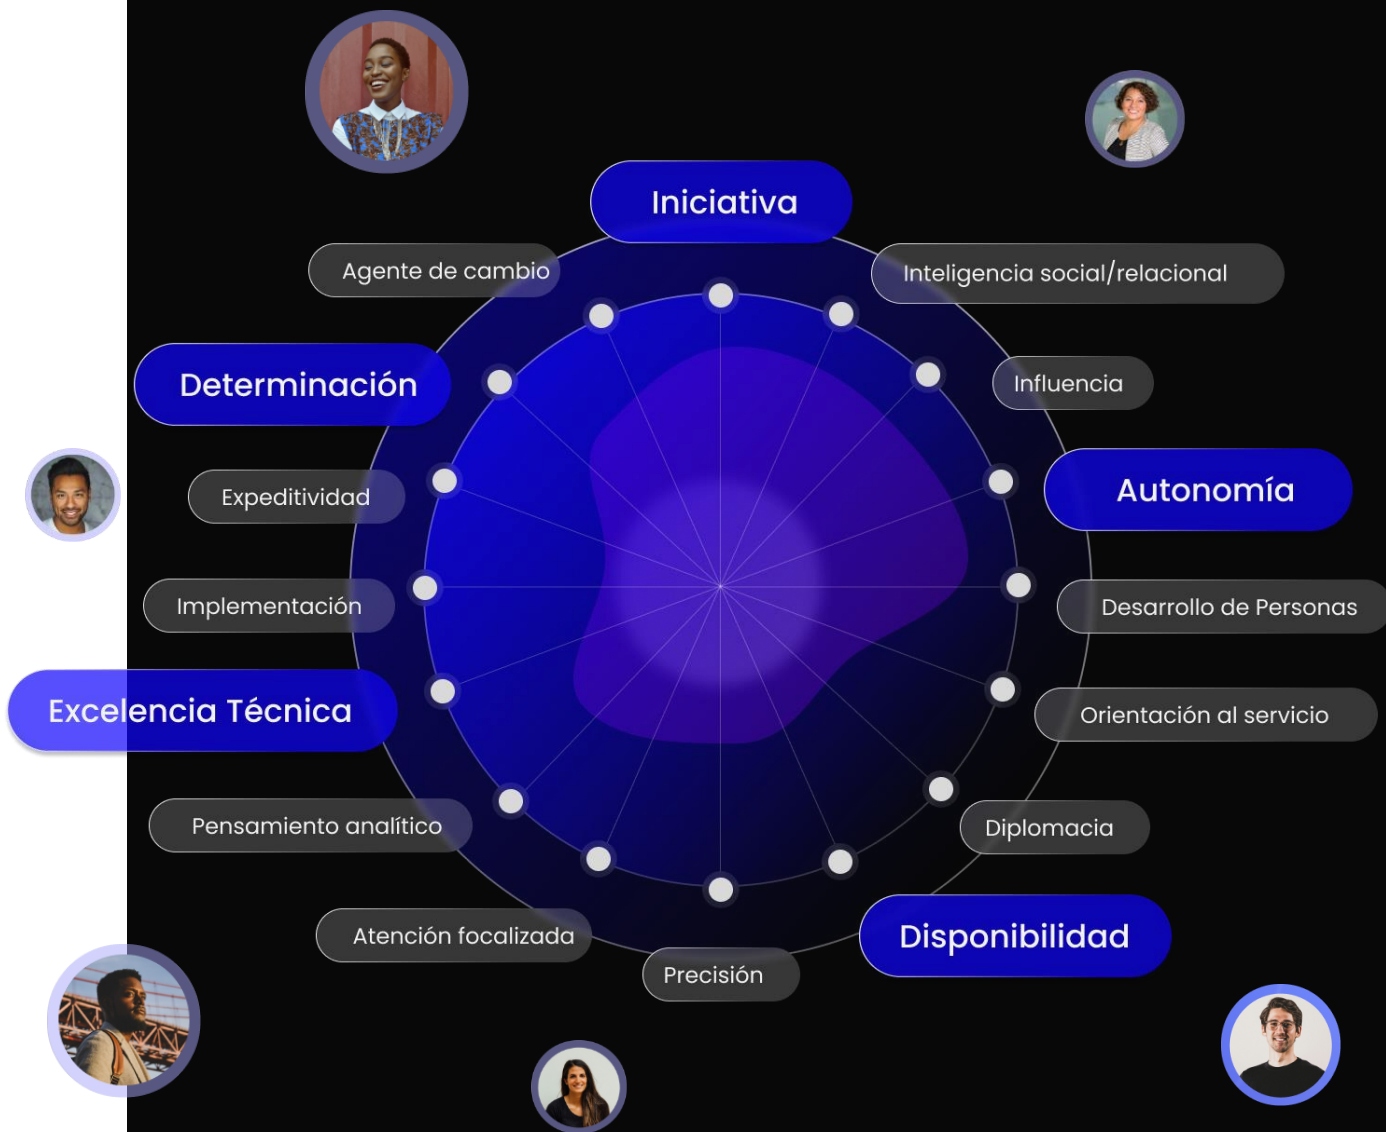 Iniciativa
Agente de cambio
Inteligencia social/relacional
Determinación
Influencia
Expeditividad
Autonomía
Implementación
Desarrollo de Personas
Excelencia Técnica
Orientación al servicio
Pensamiento analítico
Diplomacia
Atención focalizada
Disponibilidad
Precisión